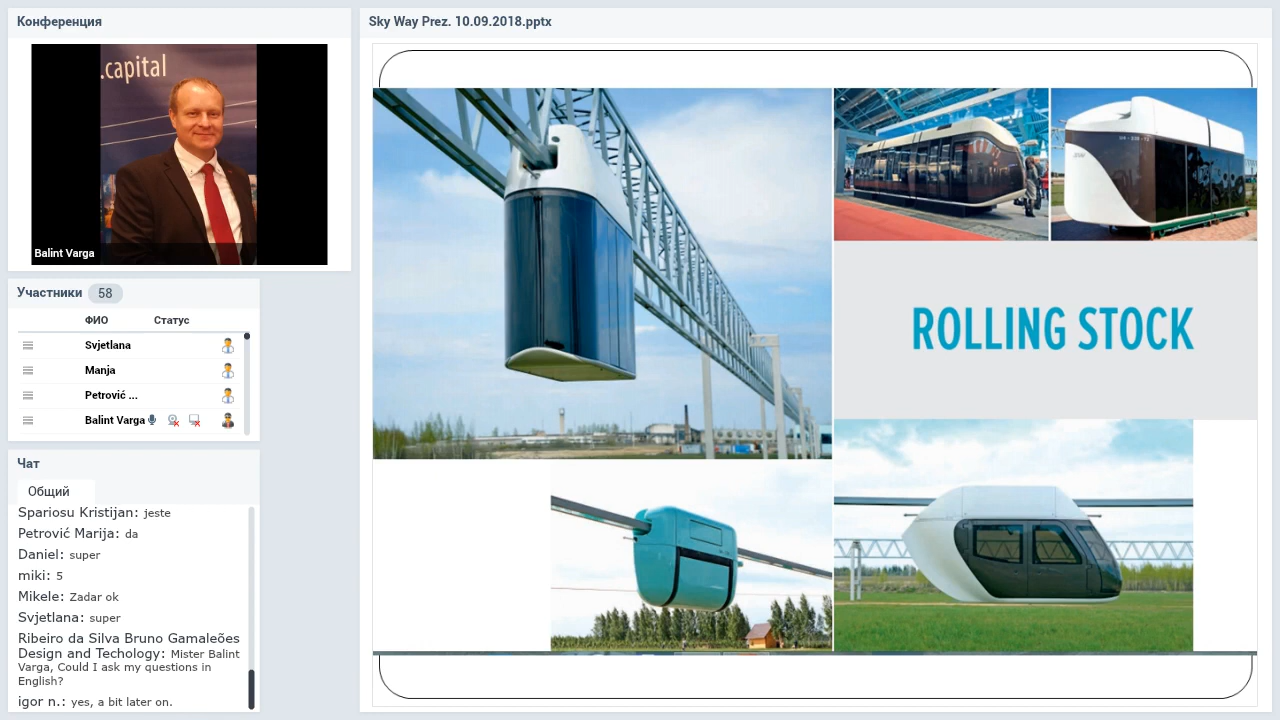 Конференция
.capital
Balint Varga
Участники 58
ФИО Статус
Svjetlana
Manja
Petrović ...
Balint Varga
Чат
Общий
Spariosu Kristijan: jeste
Petrović Marija: da
Daniel: super
miki: 5
Mikele: Zadar ok
Svjetlana: super
Ribeiro da Silva Bruno Gamaleões
Design and Techology: Mister Balint
Varga, Could I ask my questions in
English?
igor n.: yes, a bit later on.
Sky Way Prez. 10.09.2018.pptx
ROLLING STOCK